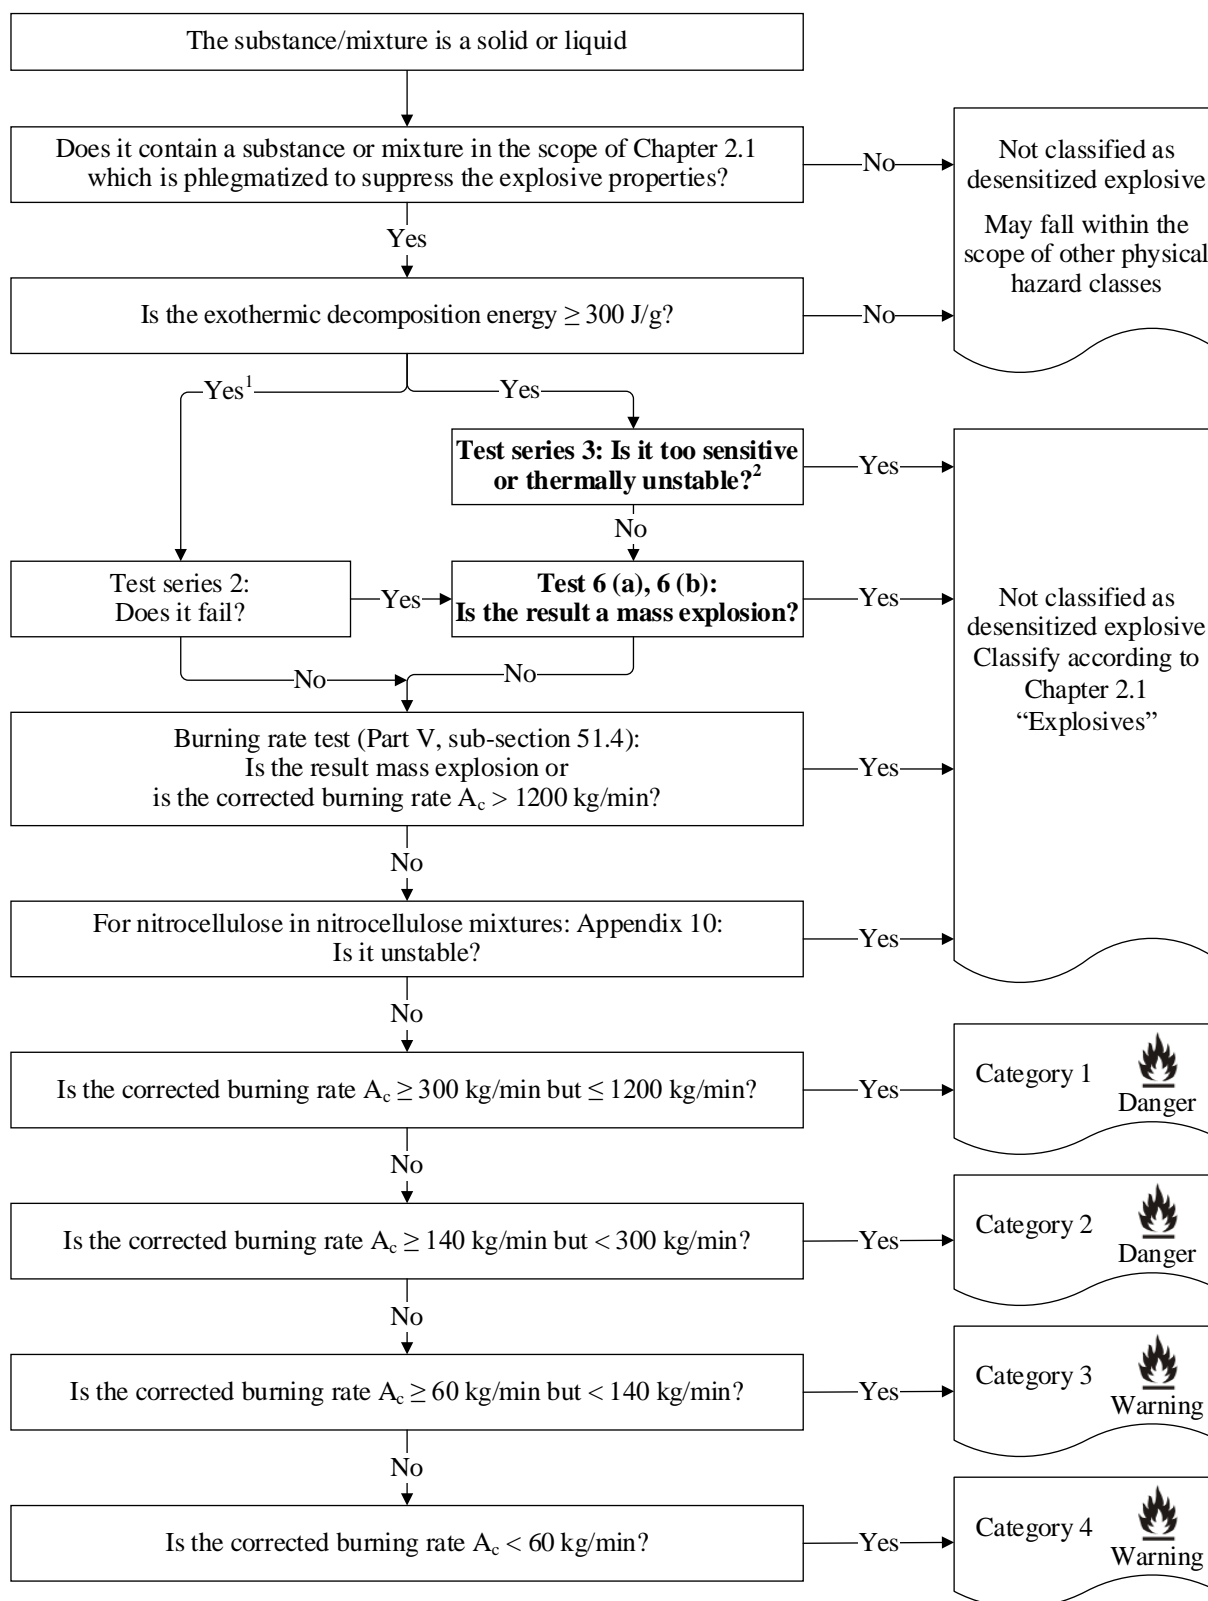 The substance/mixture is a solid or liquid
Does it contain a substance or mixture in the scope of Chapter 2.1
which is phlegmatized to suppress the explosive properties?
No
Not classified as
desensitized explosive
May fall within the
scope of other physical
hazard classes
Yes
Is the exothermic decomposition energy ≥ 300 J/g?
No
Yes¹
Yes
Test series 3: Is it too sensitive
or thermally unstable?²
Yes
No
Test series 2:
Does it fail?
Yes
Test 6 (a), 6 (b):
Is the result a mass explosion?
Yes
Not classified as
desensitized explosive
Classify according to
Chapter 2.1
“Explosives”
No
No
Burning rate test (Part V, sub-section 51.4):
Is the result mass explosion or
is the corrected burning rate A_c > 1200 kg/min?
Yes
No
For nitrocellulose in nitrocellulose mixtures: Appendix 10:
Is it unstable?
Yes
No
Is the corrected burning rate A_c ≥ 300 kg/min but ≤ 1200 kg/min?
Yes
Category 1
Danger
No
Is the corrected burning rate A_c ≥ 140 kg/min but < 300 kg/min?
Yes
Category 2
Danger
No
Is the corrected burning rate A_c ≥ 60 kg/min but < 140 kg/min?
Yes
Category 3
Warning
No
Is the corrected burning rate A_c < 60 kg/min?
Yes
Category 4
Warning